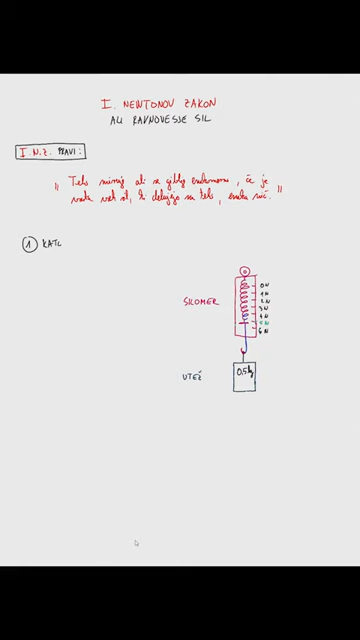 I. NEWTONOV ZAKON
ALI RAVNOVESJE SIL
I.N.Z. PRAVI:
" Telo miruje ali se giblje enakomerno, če je
vsota vseh sil, ki delujejo na telo, enaka nič. "
1 KATL
SILOMER
0 N
1 N
2 N
3 N
4 N
5 N
6 N
UTEŽ
0.5 kg